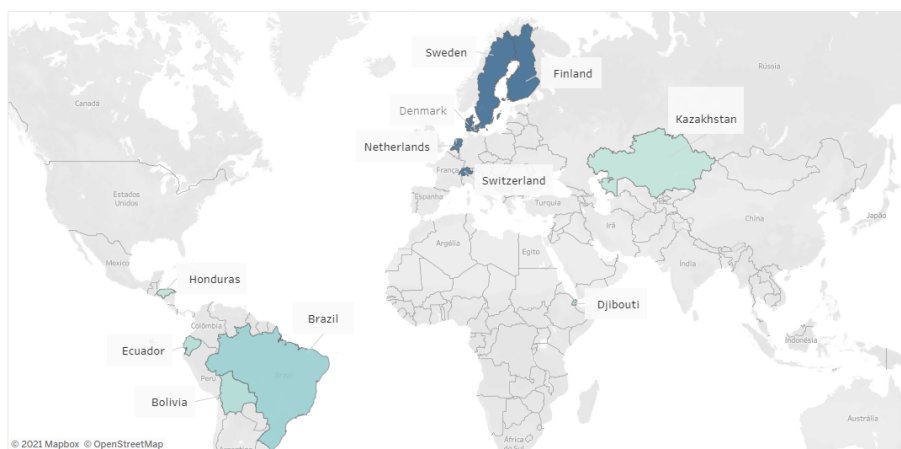 Sweden
Finland
Rússia
Canadá
Denmark
Kazakhstan
Netherlands
França
Switzerland
Estados
Unidos
Espanha
Turquia
China
Japão
Irã
Argélia
Egito
México
Índia
Honduras
Djibouti
Brazil
Colômbia
Ecuador
Indonésia
Peru
Bolivia
Austrália
África
do Sul
© 2021 Mapbox © OpenStreetMap